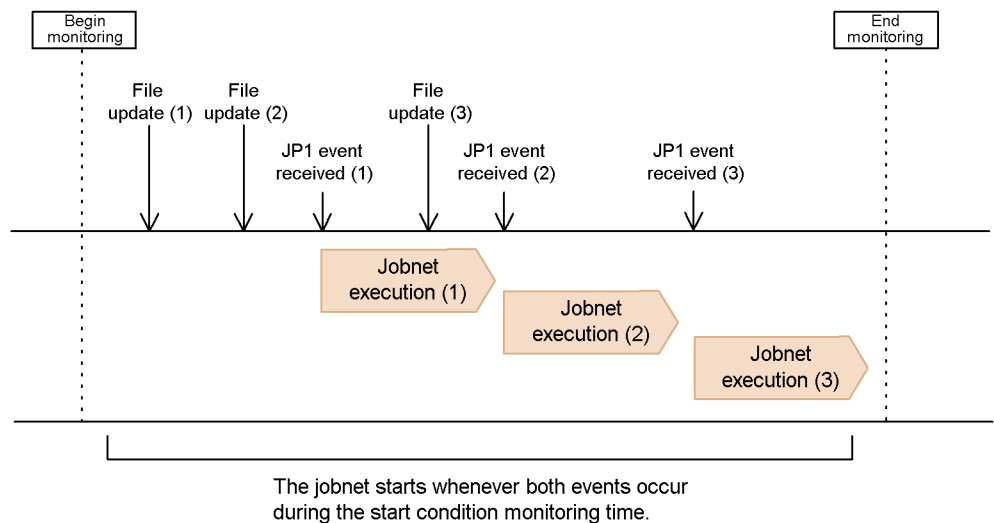 Begin
monitoring
End
monitoring
File
update (1)
File
update (2)
File
update (3)
JP1 event
received (1)
JP1 event
received (2)
JP1 event
received (3)
Jobnet
execution (1)
Jobnet
execution (2)
Jobnet
execution (3)
The jobnet starts whenever both events occur
during the start condition monitoring time.